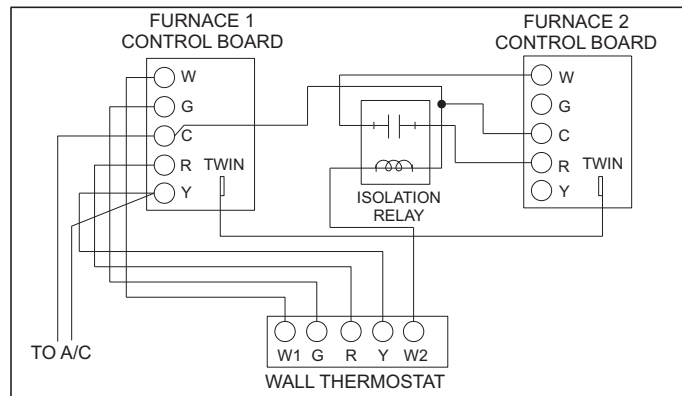 FURNACE 1
CONTROL BOARD
FURNACE 2
CONTROL BOARD
W
G
C
R
Y
TWIN
ISOLATION
RELAY
W
G
C
R
Y
TWIN
TO A/C
W1 G R Y W2
WALL THERMOSTAT